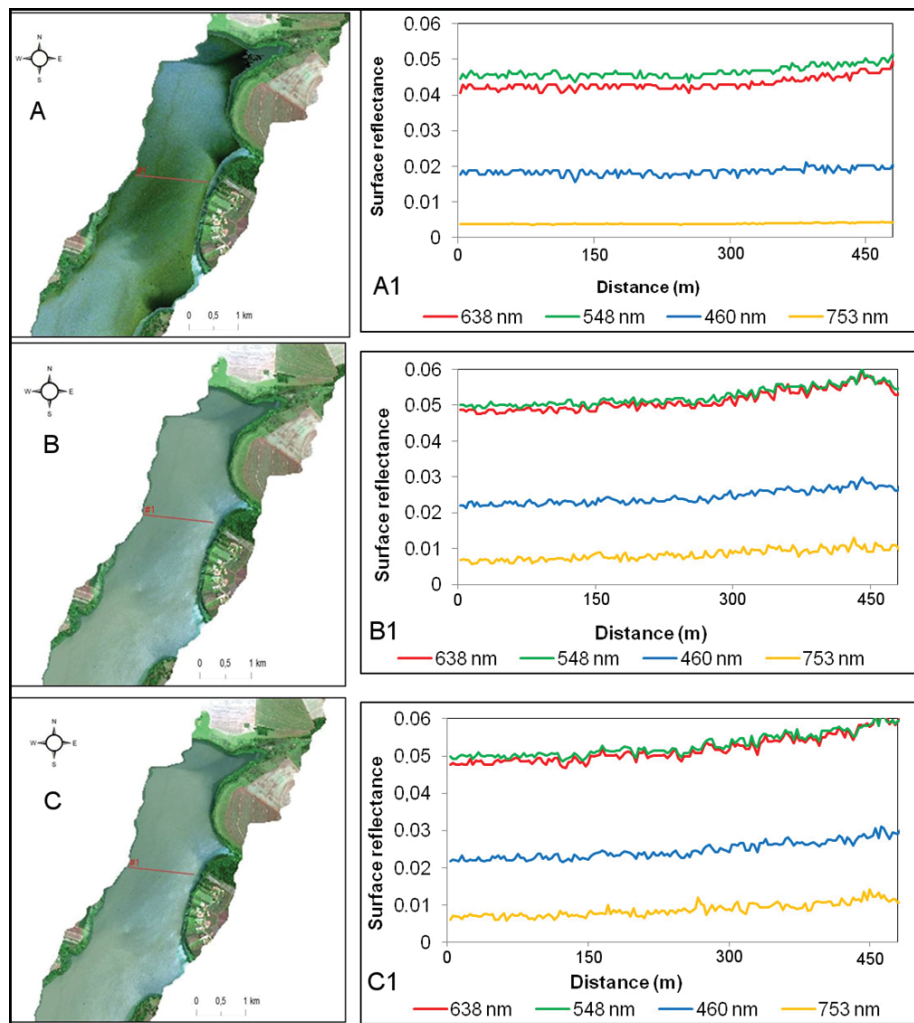 N
W E
S
A
#1
0 0,5 1 km
Surface reflectance
0.06
0.05
0.04
0.03
0.02
0.01
0
0 150 300 450
A1
Distance (m)
638 nm 548 nm 460 nm 753 nm
N
W E
S
B
#1
0 0,5 1 km
Surface reflectance
0.06
0.05
0.04
0.03
0.02
0.01
0
0 150 300 450
B1
Distance (m)
638 nm 548 nm 460 nm 753 nm
N
W E
S
C
#1
0 0,5 1 km
Surface reflectance
0.06
0.05
0,04
0.03
0.02
0.01
0
0 150 300 450
C1
Distance (m)
638 nm 548 nm 460 nm 753 nm